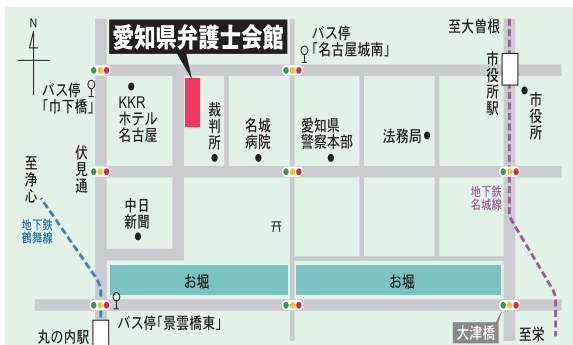 N
愛知県弁護士会館
バス停
「名古屋城南」
至大曽根
市役所駅
市役所
バス停
「巾下橋」
KKR
ホテル
名古屋
裁判所
名城
病院
愛知県
警察本部
法務局
伏見通
至浄心
地下鉄
鶴舞線
中日
新聞
地下鉄
名城線
お堀
お堀
バス停「景雲橋東」
丸の内駅
大津橋
至栄